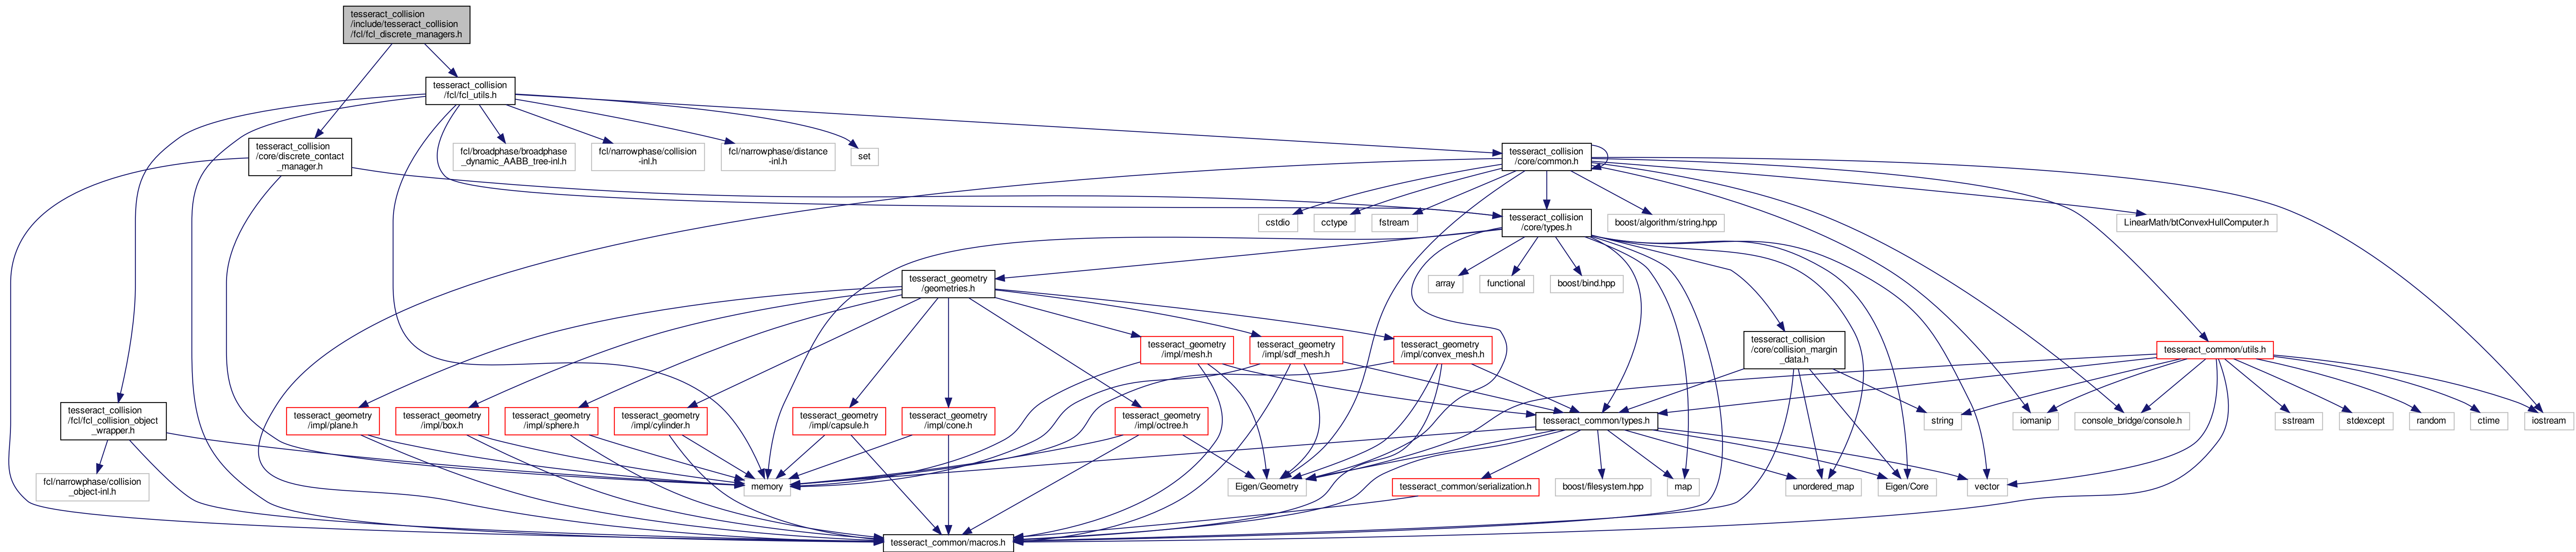 tesseract_collision
/include/tesseract_collision
/fcl/fcl_discrete_managers.h
tesseract_collision
/fcl/fcl_utils.h
tesseract_collision
/core/discrete_contact
_manager.h
fcl/broadphase/broadphase
_dynamic_AABB_tree-inl.h
fcl/narrowphase/collision
-inl.h
fcl/narrowphase/distance
-inl.h
set
tesseract_collision
/core/common.h
cstdio
cctype
fstream
tesseract_collision
/core/types.h
boost/algorithm/string.hpp
LinearMath/btConvexHullComputer.h
tesseract_geometry
/geometries.h
array
functional
boost/bind.hpp
tesseract_geometry
/impl/mesh.h
tesseract_geometry
/impl/sdf_mesh.h
tesseract_geometry
/impl/convex_mesh.h
tesseract_collision
/core/collision_margin
_data.h
tesseract_common/utils.h
tesseract_collision
/fcl/fcl_collision_object
_wrapper.h
tesseract_geometry
/impl/plane.h
tesseract_geometry
/impl/box.h
tesseract_geometry
/impl/sphere.h
tesseract_geometry
/impl/cylinder.h
tesseract_geometry
/impl/capsule.h
tesseract_geometry
/impl/cone.h
tesseract_geometry
/impl/octree.h
tesseract_common/types.h
string
iomanip
console_bridge/console.h
sstream
stdexcept
random
ctime
iostream
fcl/narrowphase/collision
_object-inl.h
memory
Eigen/Geometry
tesseract_common/serialization.h
boost/filesystem.hpp
map
unordered_map
Eigen/Core
vector
tesseract_common/macros.h